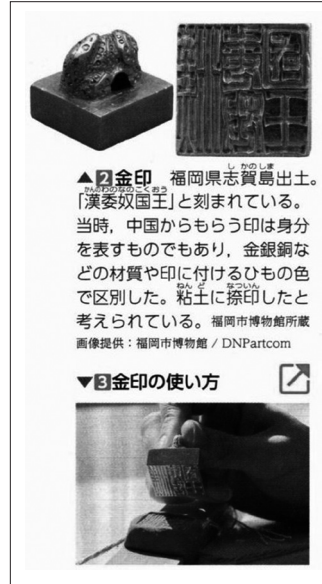 ▲2金印　福岡県志賀島出土。
「漢委奴国王」と刻まれている。
当時，中国からもらう印は身分
を表すものでもあり，金銀銅な
どの材質や印に付けるひもの色
で区別した。粘土に捺印したと
考えられている。福岡市博物館所蔵
画像提供：福岡市博物館 / DNPartcom
▼3金印の使い方